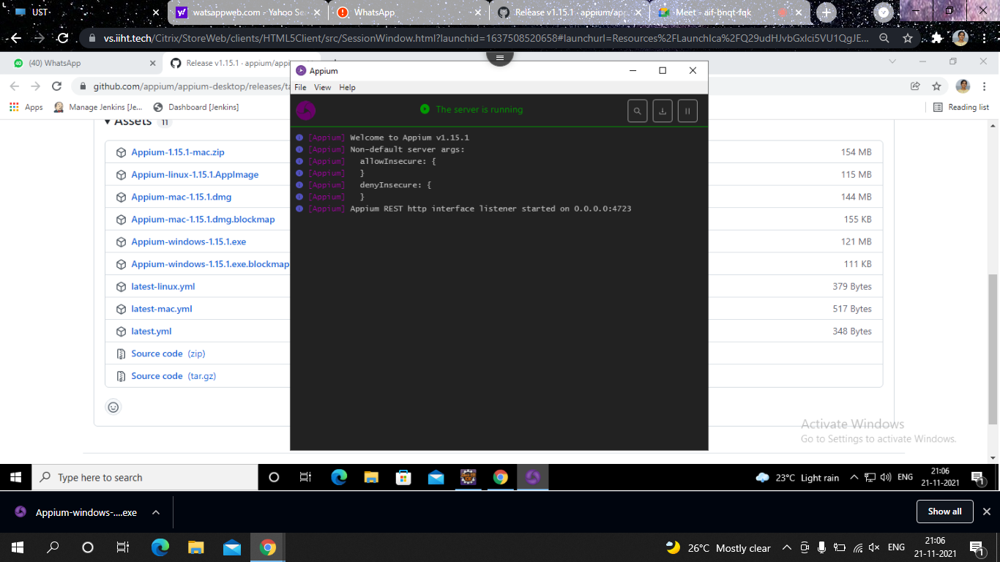 UST
watsappweb.com - Yahoo Se
WhatsApp
Release v1.15.1 · appium/ap
Meet - aif-bnqt-fqk
vs.iiht.tech/Citrix/StoreWeb/clients/HTML5Client/src/SessionWindow.html?launchid=1637508520658#launchurl=Resources%2FLaunchIca%2FQ29udHJvbGxlci5VU1QgJE...
(40) WhatsApp
Release v1.15.1 · appium/appi
github.com/appium/appium-desktop/releases/ta
Apps
Manage Jenkins [Je...
Dashboard [Jenkins]
Reading list
Appium
File View Help
The server is running
[Appium] Welcome to Appium v1.15.1
[Appium] Non-default server args:
[Appium] allowInsecure: {
[Appium] }
[Appium] denyInsecure: {
[Appium] }
[Appium] Appium REST http interface listener started on 0.0.0.0:4723
Assets 11
Appium-1.15.1-mac.zip 154 MB
Appium-linux-1.15.1.AppImage 115 MB
Appium-mac-1.15.1.dmg 144 MB
Appium-mac-1.15.1.dmg.blockmap 155 KB
Appium-windows-1.15.1.exe 121 MB
Appium-windows-1.15.1.exe.blockmap 111 KB
latest-linux.yml 379 Bytes
latest-mac.yml 517 Bytes
latest.yml 348 Bytes
Source code (zip)
Source code (tar.gz)
Activate Windows
Go to Settings to activate Windows.
Type here to search
23°C Light rain
ENG
21:06
21-11-2021
1
Appium-windows-....exe
Show all
26°C Mostly clear
ENG
21:06
21-11-2021
1